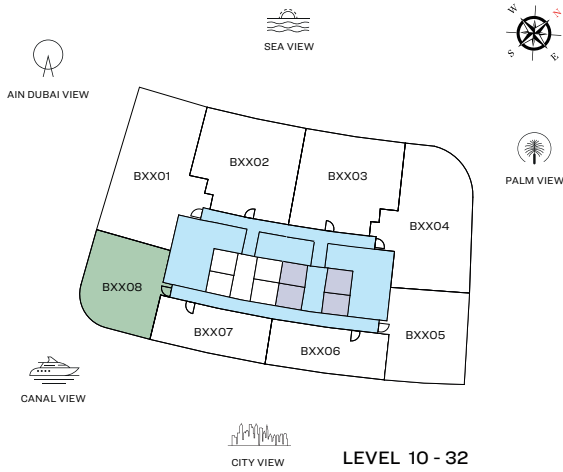 SEA VIEW
W
N
S
E
AIN DUBAI VIEW
PALM VIEW
BXX01
BXX02
BXX03
BXX04
BXX08
BXX07
BXX06
BXX05
CANAL VIEW
CITY VIEW
LEVEL 10 - 32